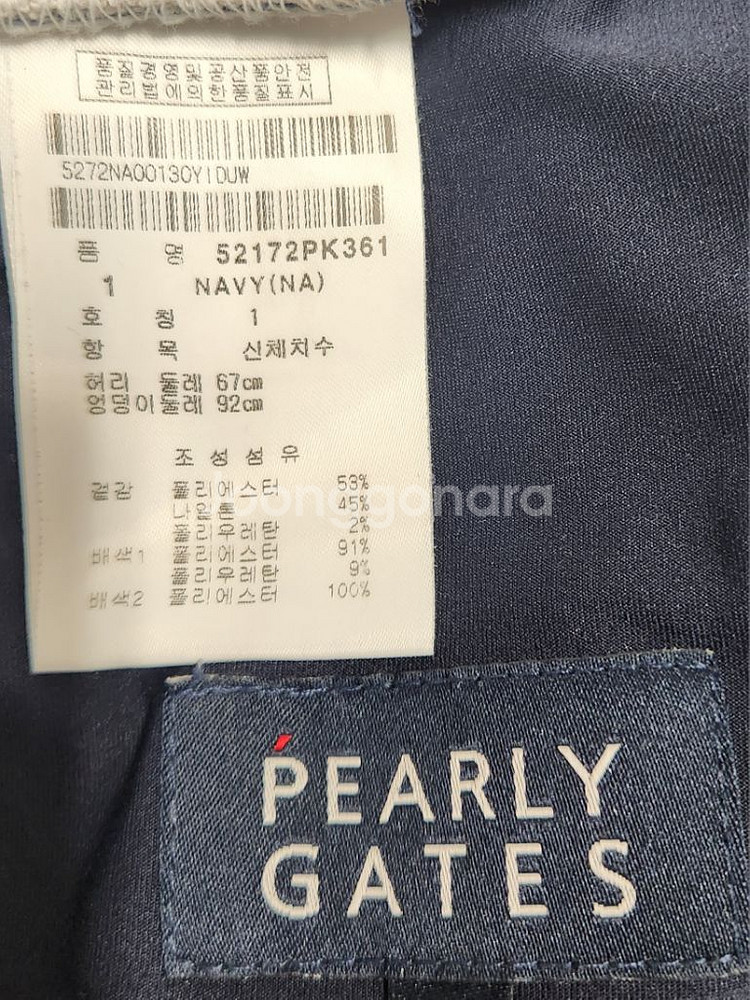 품질경영및공산품안전
관리법에의한품질표시
5272NA0013OYIDUW
품 명 52172PK361
1 NAVY(NA)
호 칭 1
항 목 신체치수
허리 둘레 67cm
엉덩이둘레 92cm
조성섬유
겉감 폴리에스터 53%
나일론 45%
폴리우레탄 2%
배색1 폴리에스터 91%
폴리우레탄 9%
배색2 폴리에스터 100%
PEARLY
GATES